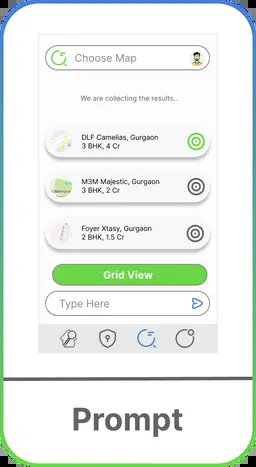 Choose Map
We are collecting the results..
DLF Camelias, Gurgaon
3 BHK, 4 Cr
M3M Majestic, Gurgaon
3 BHK, 2 Cr
Foyer Xtasy, Gurgaon
2 BHK, 1.5 Cr
Grid View
Type Here
Prompt